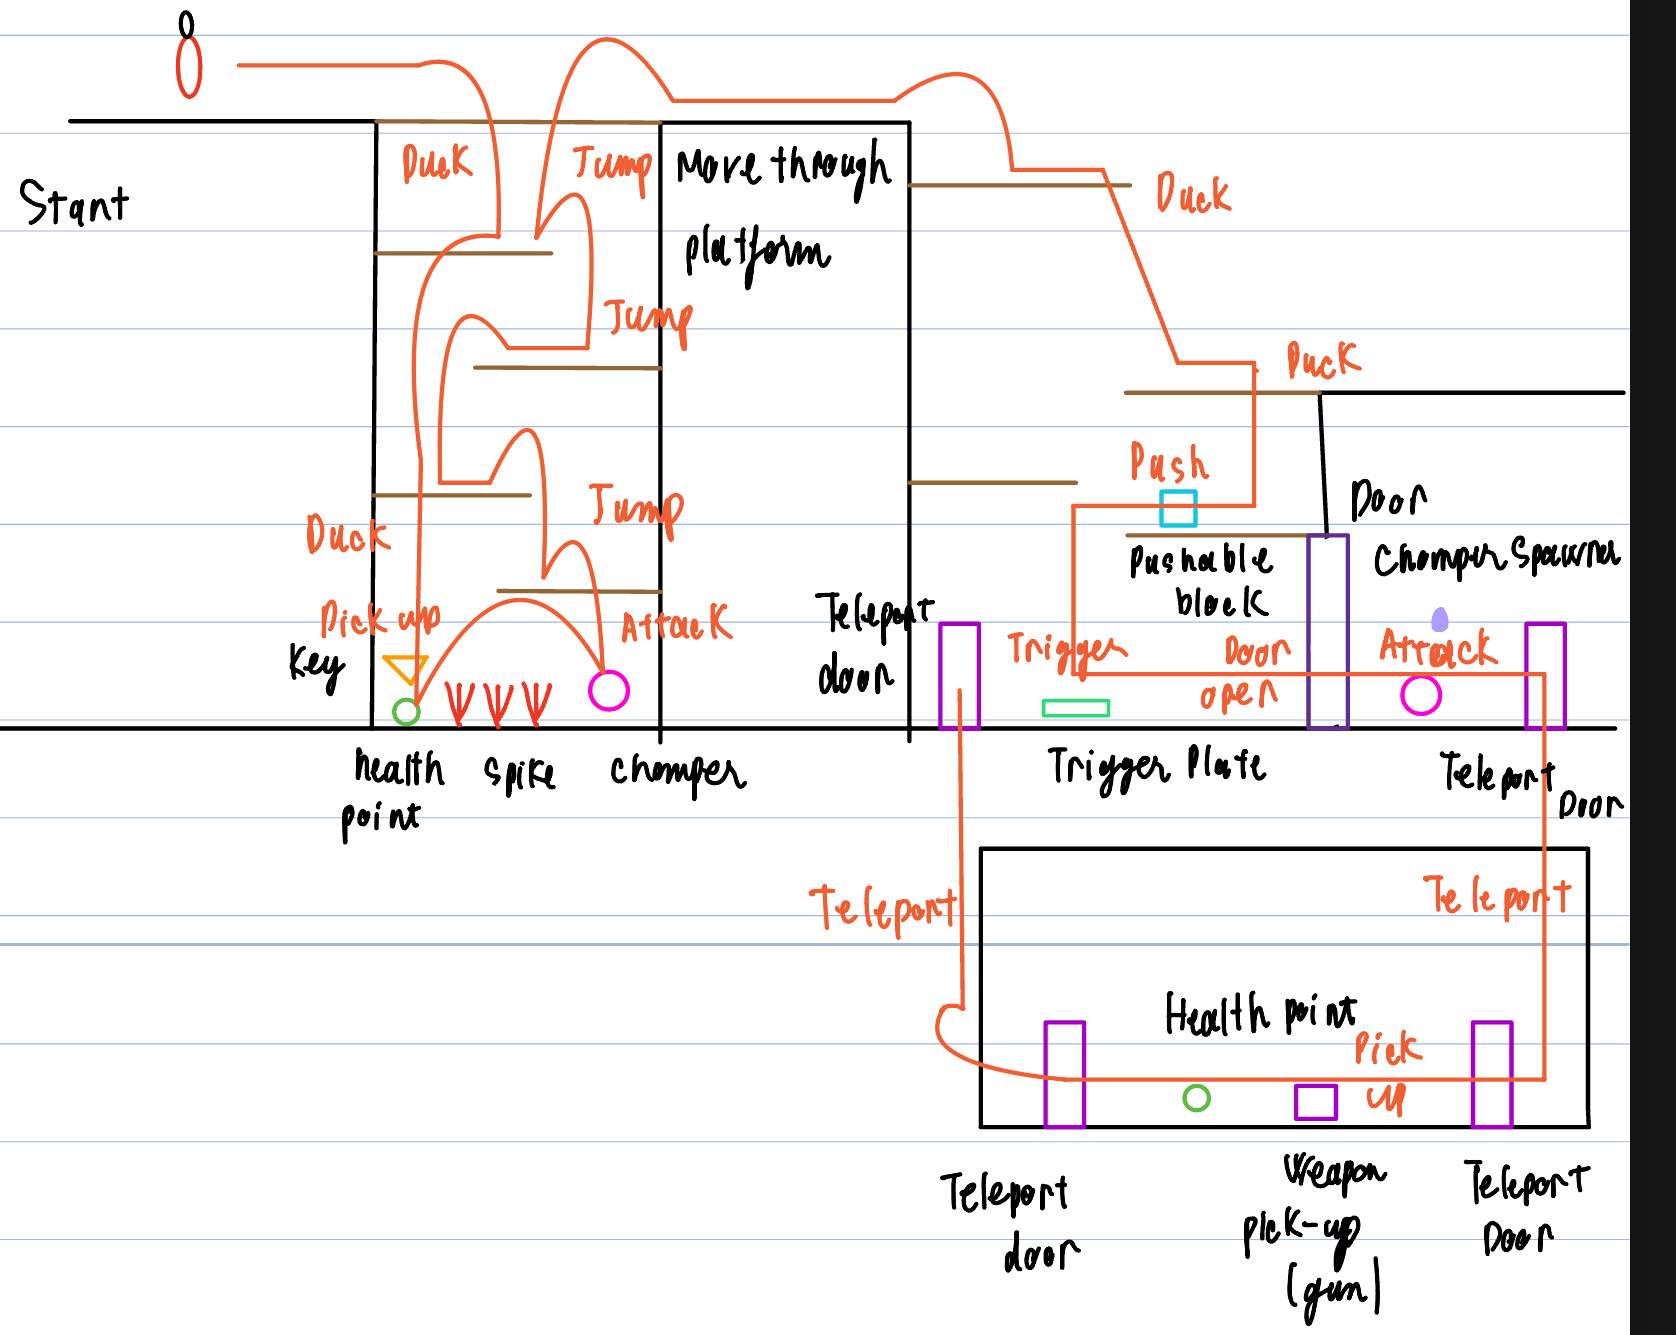 Duck
Jump
Move through
platform
Start
Duck
Jump
Duck
Push
Jump
Door
Duck
Pushable
block
Chomper Spawner
Pick up
Key
Attack
Teleport
door
Trigger
Door
open
Attack
health
point
Spike
Chomper
Trigger Plate
Teleport
Door
Teleport
Teleport
Health point
Pick
up
Teleport
door
Weapon
pick-up
(gun)
Teleport
Door